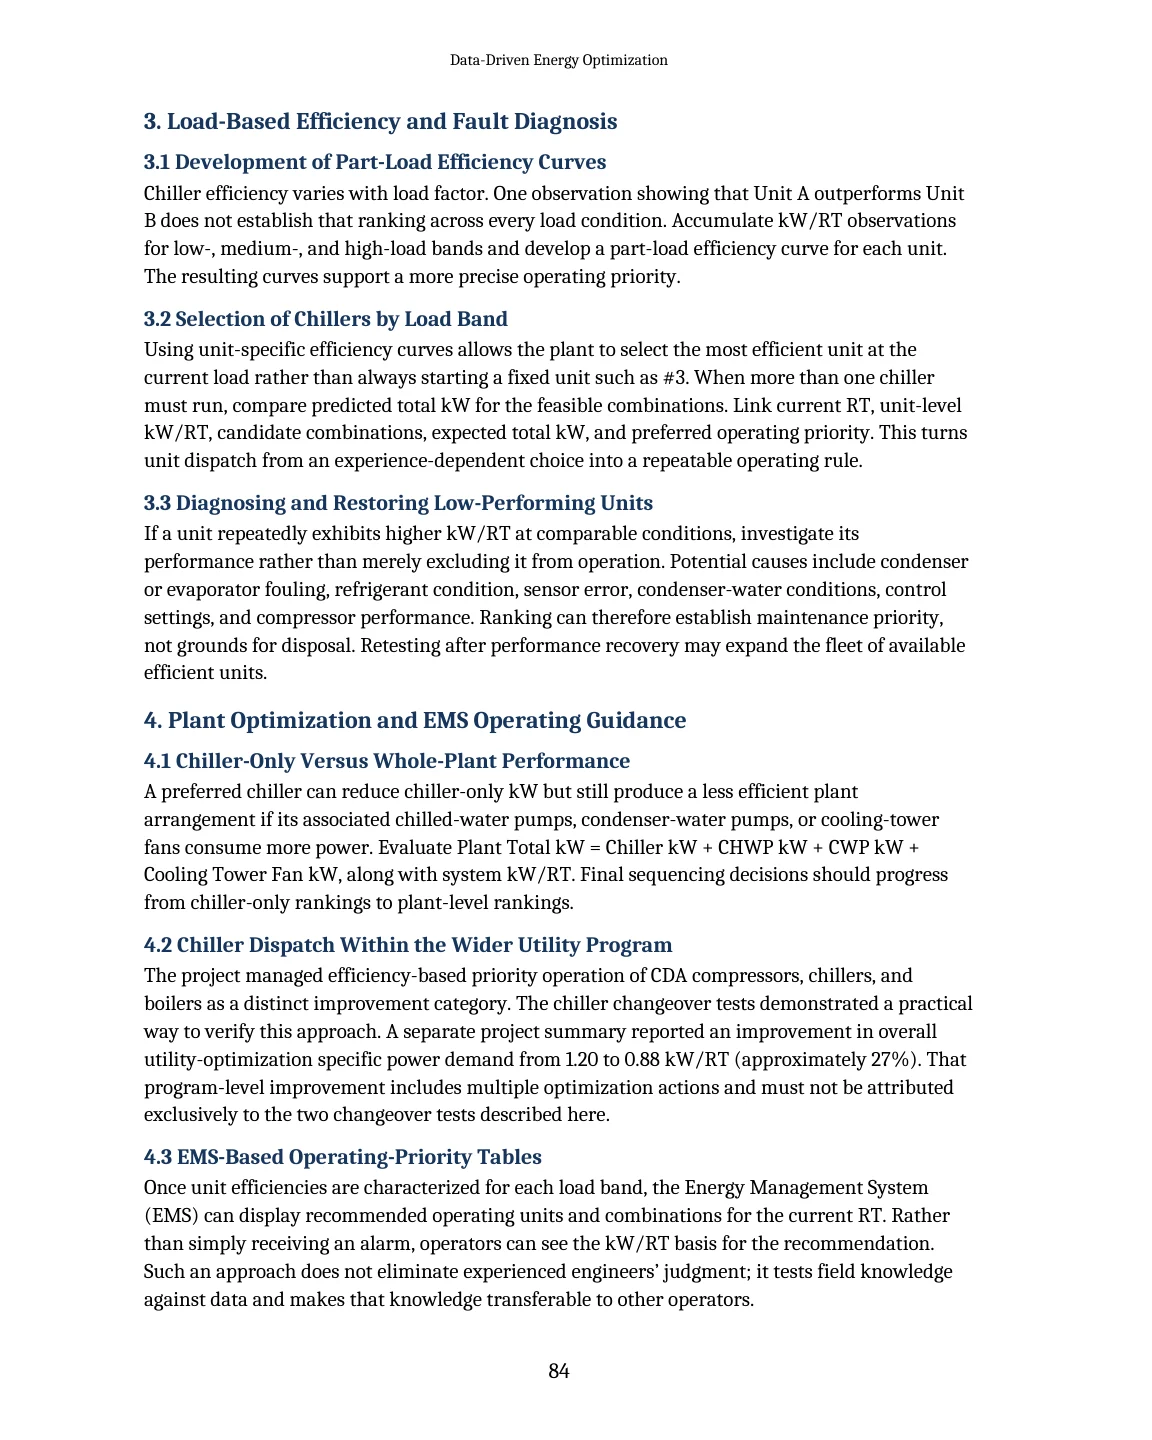 Data-Driven Energy Optimization
3. Load-Based Efficiency and Fault Diagnosis
3.1 Development of Part-Load Efficiency Curves
Chiller efficiency varies with load factor. One observation showing that Unit A outperforms Unit
B does not establish that ranking across every load condition. Accumulate kW/RT observations
for low-, medium-, and high-load bands and develop a part-load efficiency curve for each unit.
The resulting curves support a more precise operating priority.
3.2 Selection of Chillers by Load Band
Using unit-specific efficiency curves allows the plant to select the most efficient unit at the
current load rather than always starting a fixed unit such as #3. When more than one chiller
must run, compare predicted total kW for the feasible combinations. Link current RT, unit-level
kW/RT, candidate combinations, expected total kW, and preferred operating priority. This turns
unit dispatch from an experience-dependent choice into a repeatable operating rule.
3.3 Diagnosing and Restoring Low-Performing Units
If a unit repeatedly exhibits higher kW/RT at comparable conditions, investigate its
performance rather than merely excluding it from operation. Potential causes include condenser
or evaporator fouling, refrigerant condition, sensor error, condenser-water conditions, control
settings, and compressor performance. Ranking can therefore establish maintenance priority,
not grounds for disposal. Retesting after performance recovery may expand the fleet of available
efficient units.
4. Plant Optimization and EMS Operating Guidance
4.1 Chiller-Only Versus Whole-Plant Performance
A preferred chiller can reduce chiller-only kW but still produce a less efficient plant
arrangement if its associated chilled-water pumps, condenser-water pumps, or cooling-tower
fans consume more power. Evaluate Plant Total kW = Chiller kW + CHWP kW + CWP kW +
Cooling Tower Fan kW, along with system kW/RT. Final sequencing decisions should progress
from chiller-only rankings to plant-level rankings.
4.2 Chiller Dispatch Within the Wider Utility Program
The project managed efficiency-based priority operation of CDA compressors, chillers, and
boilers as a distinct improvement category. The chiller changeover tests demonstrated a practical
way to verify this approach. A separate project summary reported an improvement in overall
utility-optimization specific power demand from 1.20 to 0.88 kW/RT (approximately 27%). That
program-level improvement includes multiple optimization actions and must not be attributed
exclusively to the two changeover tests described here.
4.3 EMS-Based Operating-Priority Tables
Once unit efficiencies are characterized for each load band, the Energy Management System
(EMS) can display recommended operating units and combinations for the current RT. Rather
than simply receiving an alarm, operators can see the kW/RT basis for the recommendation.
Such an approach does not eliminate experienced engineers’ judgment; it tests field knowledge
against data and makes that knowledge transferable to other operators.
84